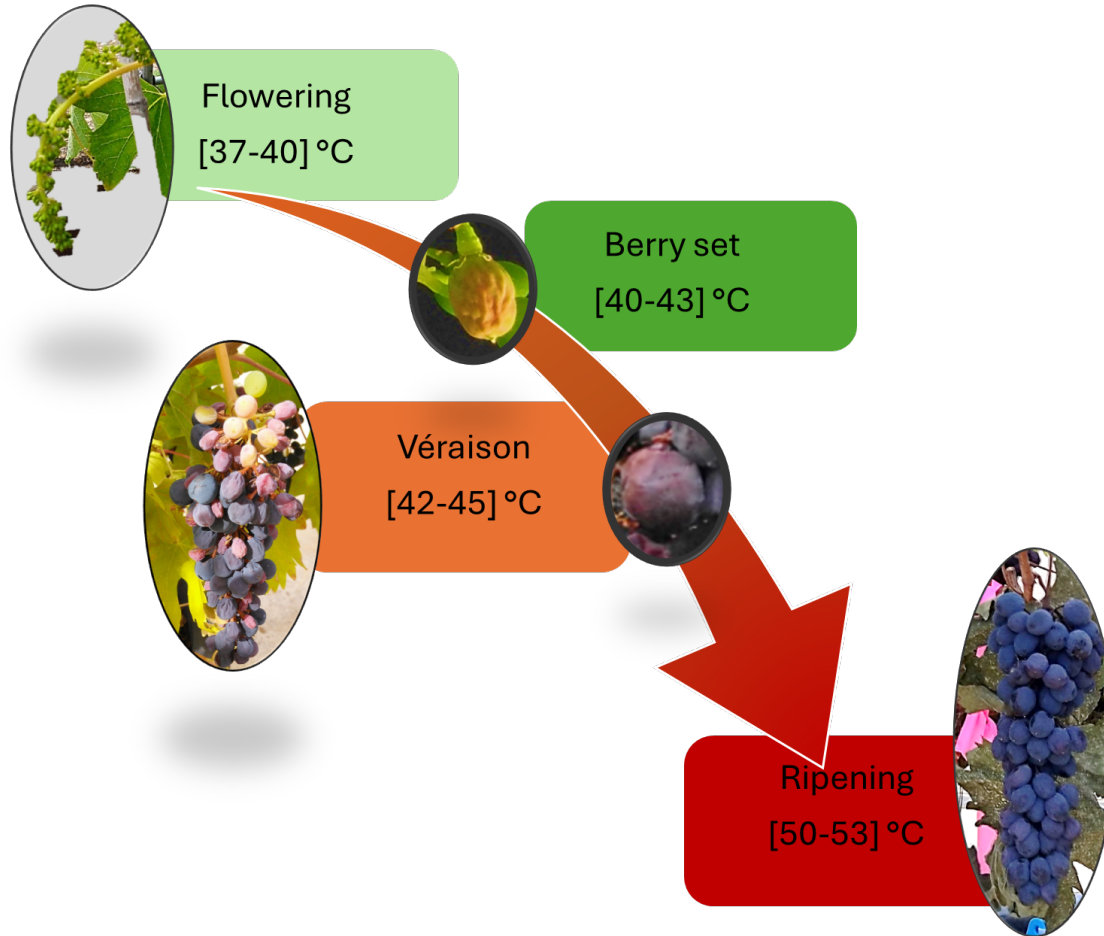 Flowering
[37-40] °C
Berry set
[40-43] °C
Véraison
[42-45] °C
Ripening
[50-53] °C